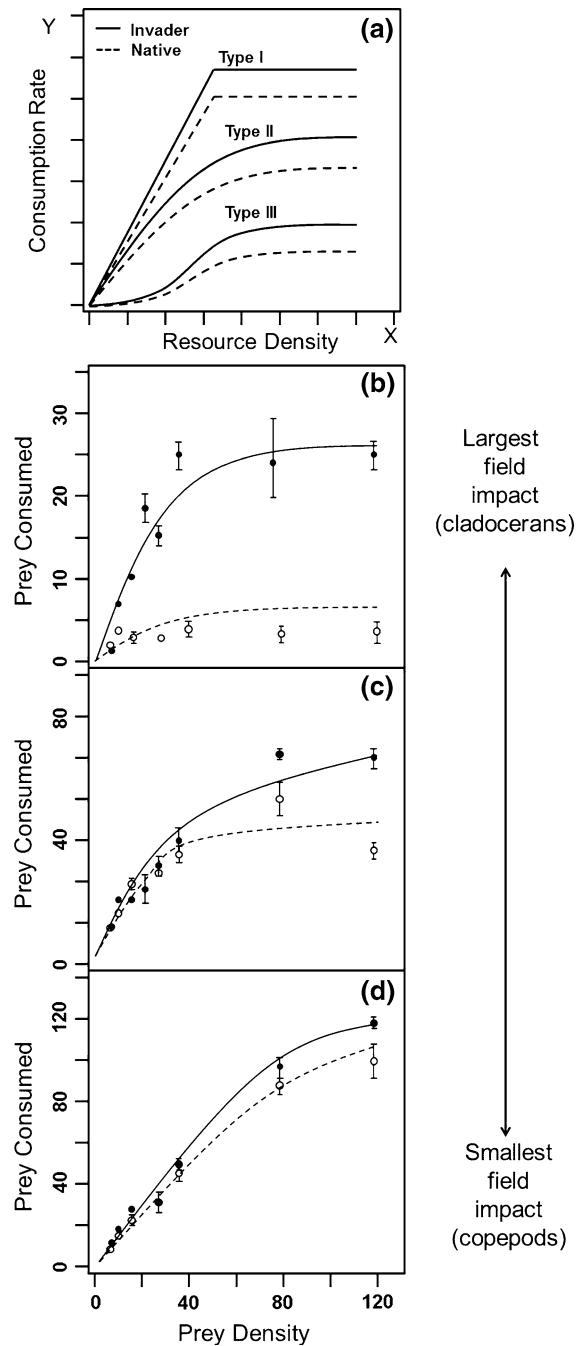 Y
(a)
Invader
Native
Type I
Type II
Type III
Consumption Rate
Resource Density
X
(b)
30
20
10
0
Prey Consumed
Largest
field
impact
(cladocerans)
(c)
80
40
0
Prey Consumed
(d)
120
80
40
0
Prey Consumed
0 40 80 120
Prey Density
Smallest
field
impact
(copepods)